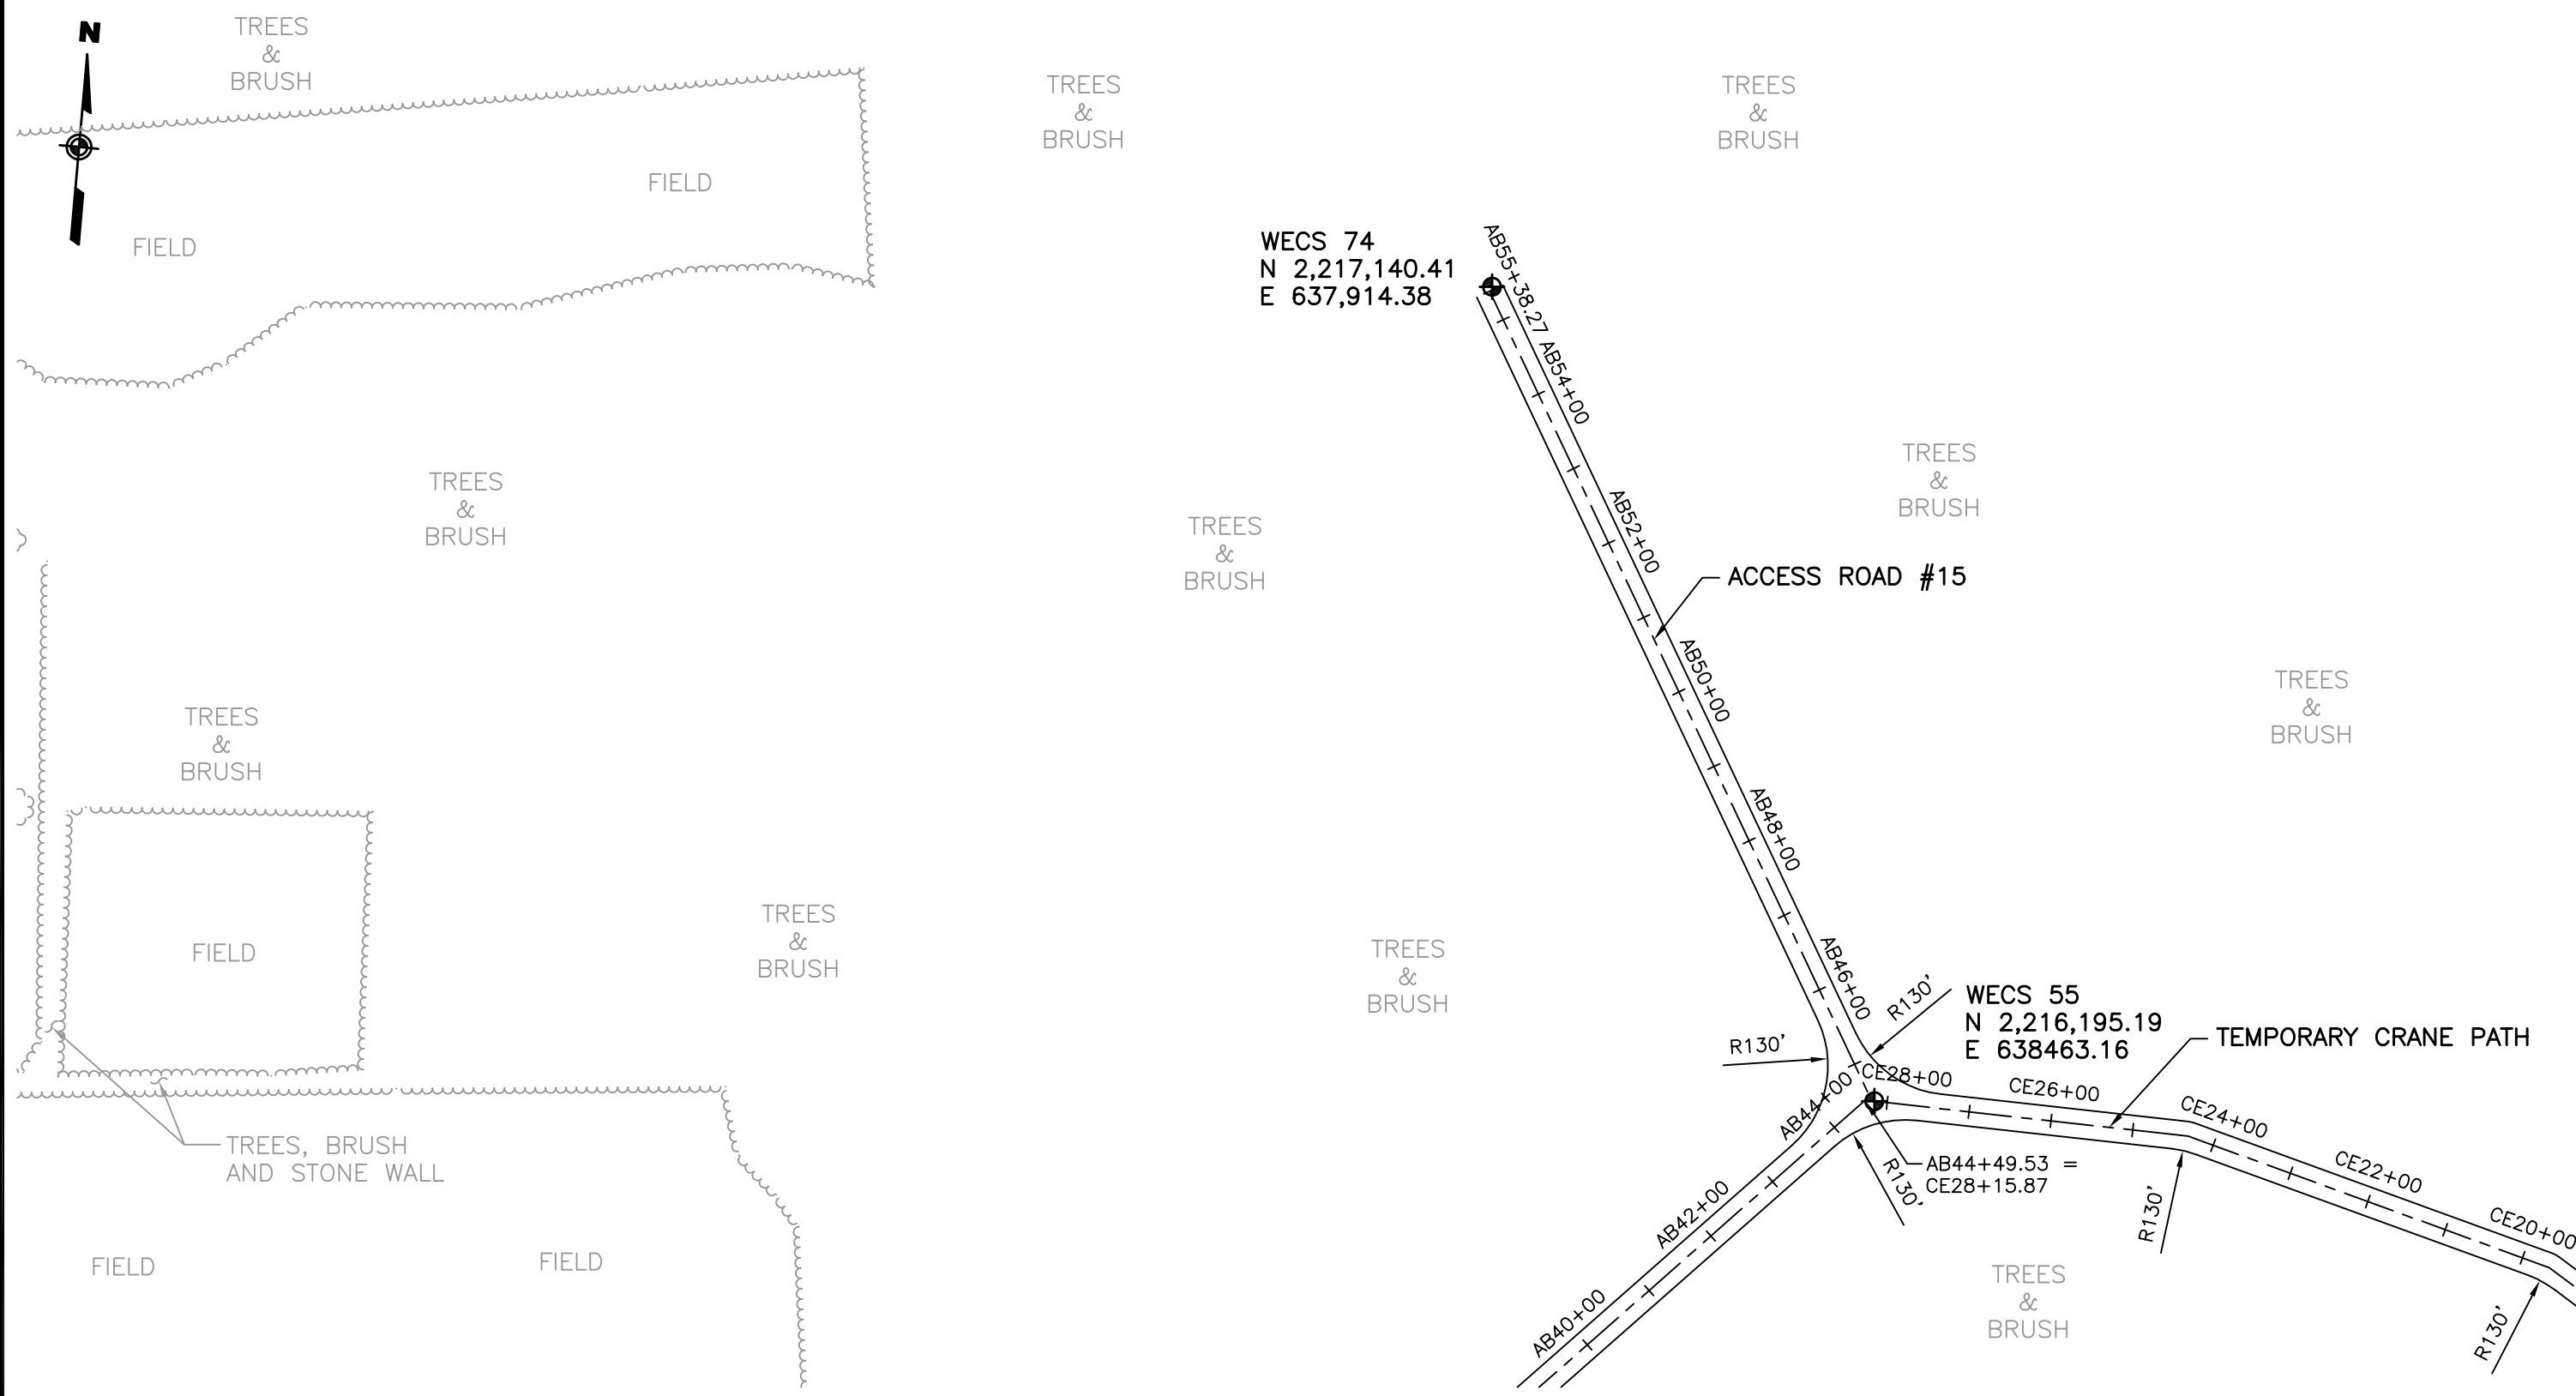 N
TREES
&
BRUSH
TREES
&
BRUSH
TREES
&
BRUSH
FIELD
FIELD
WECS 74
N 2,217,140.41
E 637,914.38
AB55+38.27
AB54+00
TREES
&
BRUSH
TREES
&
BRUSH
TREES
&
BRUSH
AB52+00
ACCESS ROAD #15
AB50+00
TREES
&
BRUSH
TREES
&
BRUSH
AB48+00
FIELD
TREES
&
BRUSH
TREES
&
BRUSH
AB46+00
R130'
WECS 55
N 2,216,195.19
E 638463.16
TEMPORARY CRANE PATH
R130'
CE28+00
CE26+00
CE24+00
AB44+00
TREES, BRUSH
AND STONE WALL
AB44+49.53 =
CE28+15.87
R130'
R130'
CE22+00
CE20+00
AB42+00
FIELD
FIELD
TREES
&
BRUSH
AB40+00
R130'